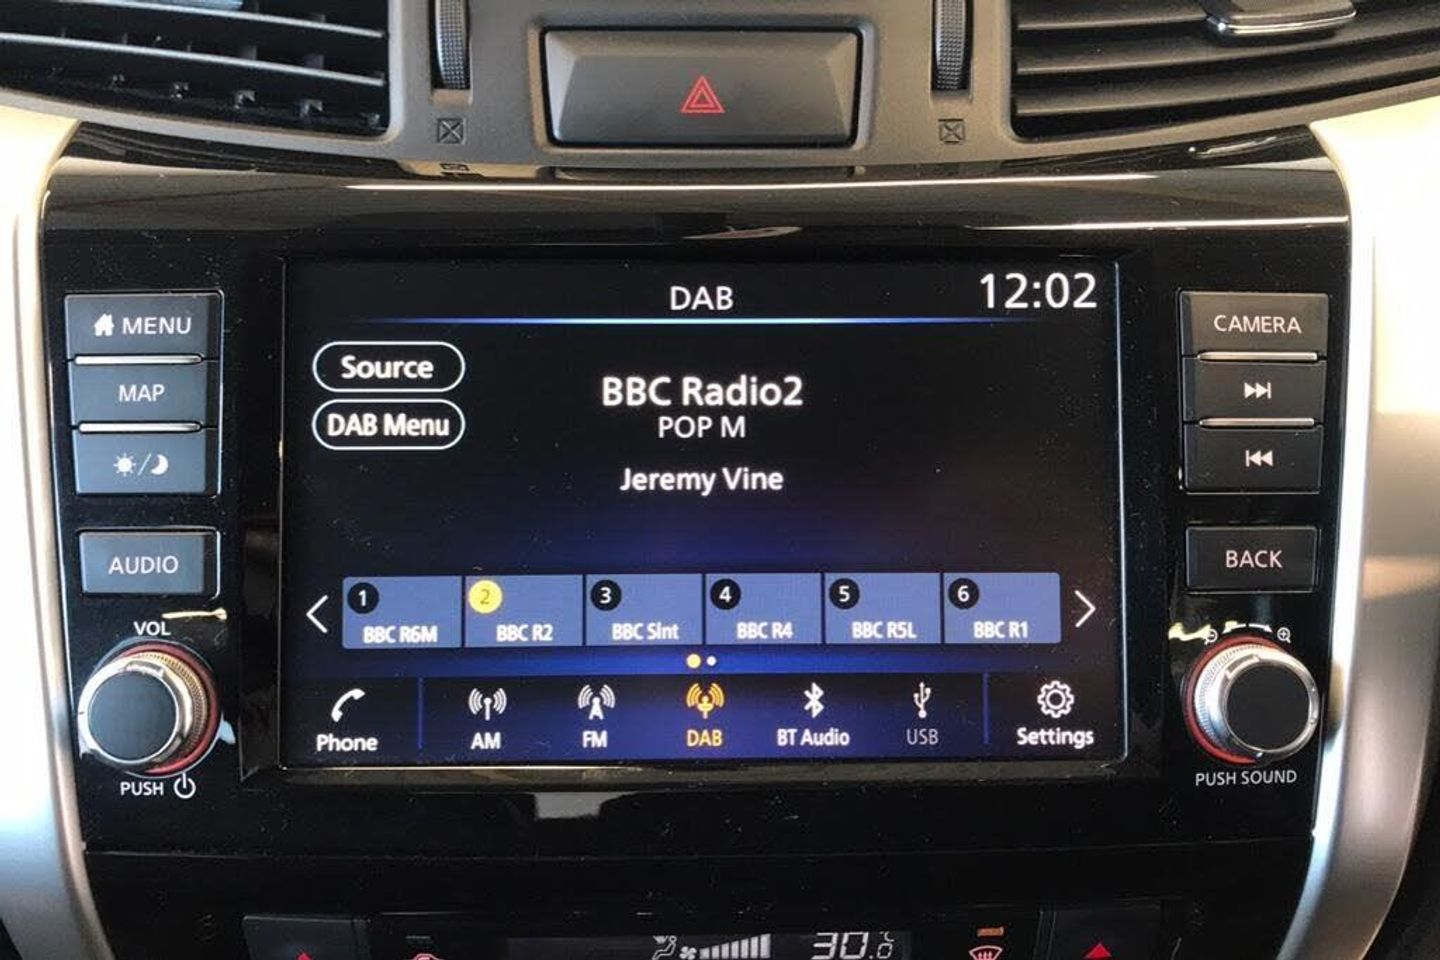 DAB
12:02
MENU
MAP
AUDIO
VOL
PUSH
Source
DAB Menu
BBC Radio2
POP M
Jeremy Vine
1 BBC R6M
2 BBC R2
3 BBC SInt
4 BBC R4
5 BBC R5L
6 BBC R1
Phone
AM
FM
DAB
BT Audio
USB
Settings
CAMERA
BACK
PUSH SOUND
30.0°C